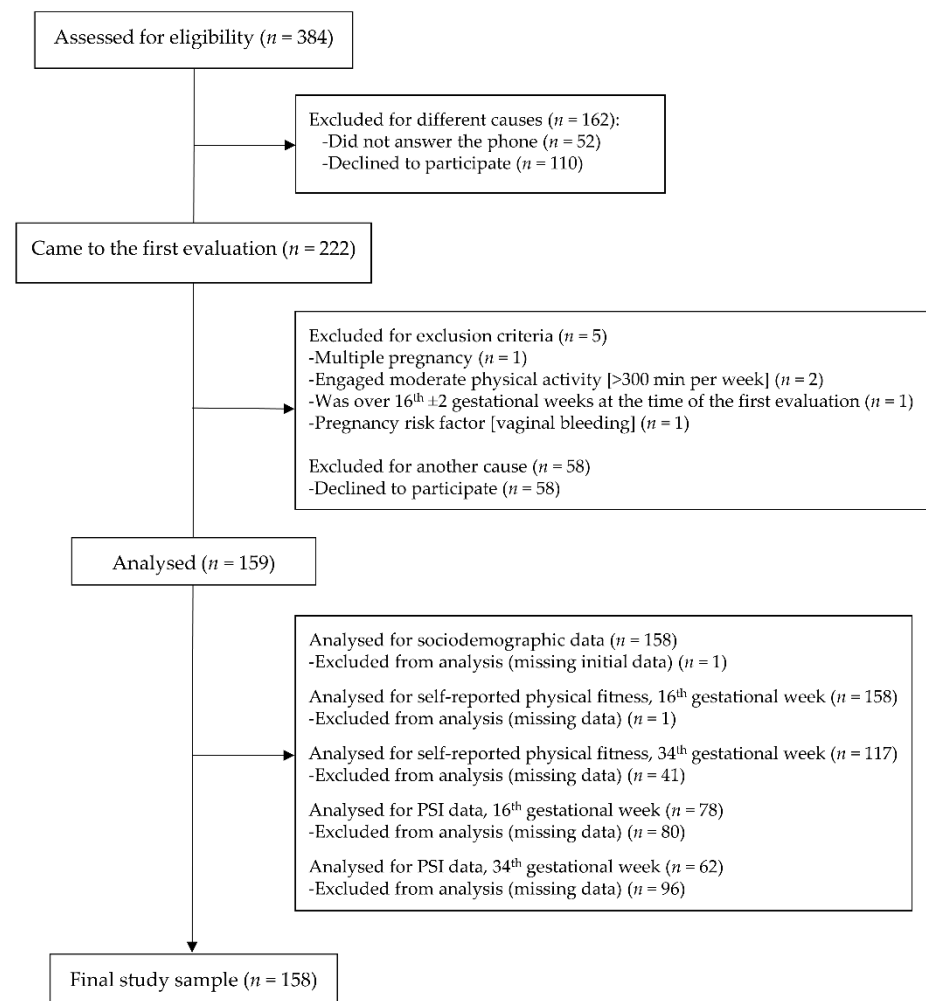 Assessed for eligibility (n = 384)
Excluded for different causes (n = 162):
-Did not answer the phone (n = 52)
-Declined to participate (n = 110)
Came to the first evaluation (n = 222)
Excluded for exclusion criteria (n = 5)
-Multiple pregnancy (n = 1)
-Engaged moderate physical activity [>300 min per week] (n = 2)
-Was over 16th ±2 gestational weeks at the time of the first evaluation (n = 1)
-Pregnancy risk factor [vaginal bleeding] (n = 1)
Excluded for another cause (n = 58)
-Declined to participate (n = 58)
Analysed (n = 159)
Analysed for sociodemographic data (n = 158)
-Excluded from analysis (missing initial data) (n = 1)
Analysed for self-reported physical fitness, 16th gestational week (n = 158)
-Excluded from analysis (missing data) (n = 1)
Analysed for self-reported physical fitness, 34th gestational week (n = 117)
-Excluded from analysis (missing data) (n = 41)
Analysed for PSI data, 16th gestational week (n = 78)
-Excluded from analysis (missing data) (n = 80)
Analysed for PSI data, 34th gestational week (n = 62)
-Excluded from analysis (missing data) (n = 96)
Final study sample (n = 158)